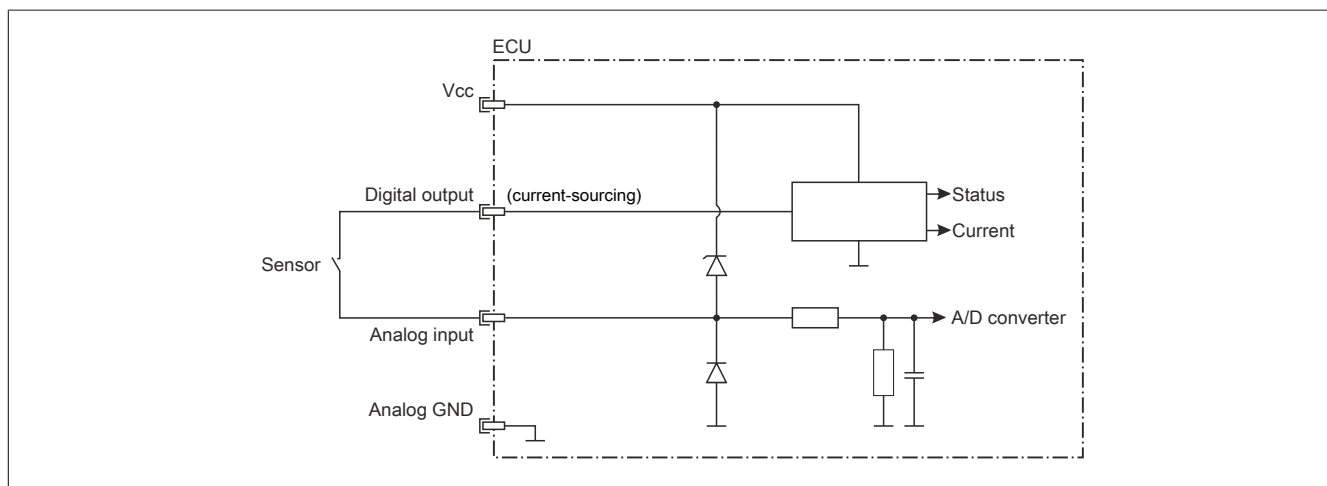 ECU
Vcc
Digital output (current-sourcing)
Status
Current
Sensor
Analog input
A/D converter
Analog GND